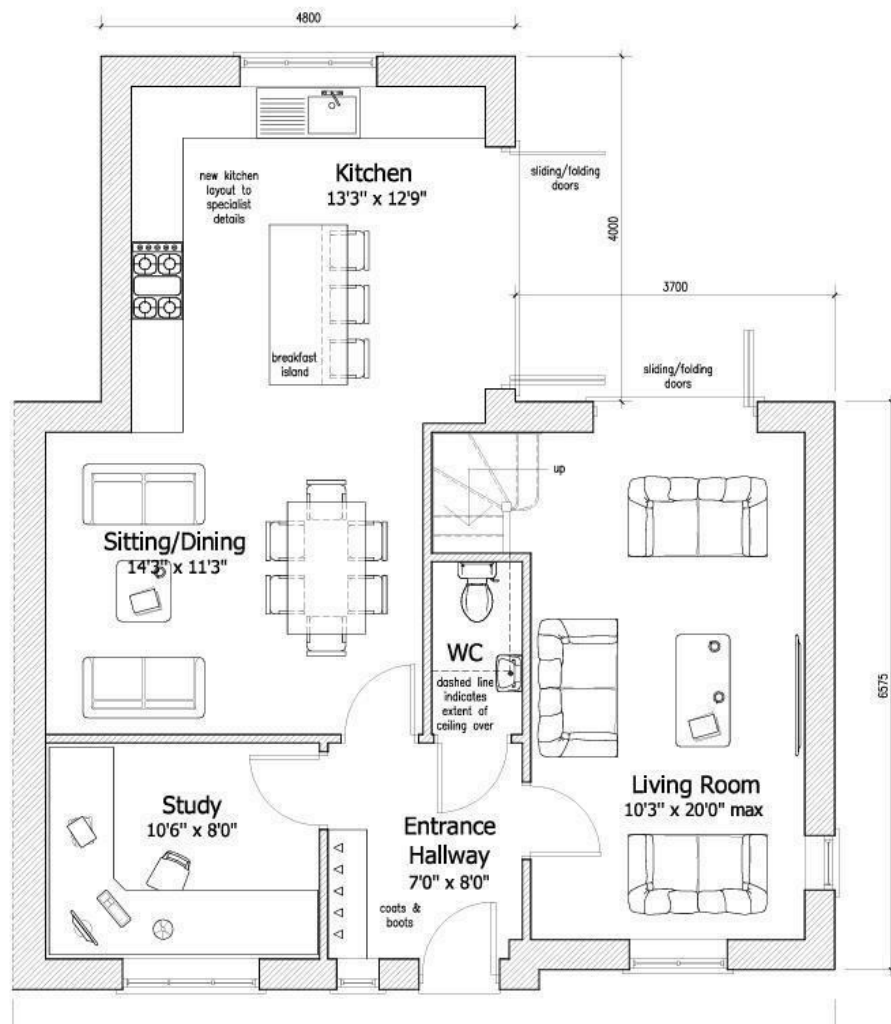 4800
Kitchen
13'3" x 12'9"
new kitchen
layout to
specialist
details
sliding/folding
doors
4000
3700
breakfast
island
sliding/folding
doors
up
Sitting/Dining
14'3" x 11'3"
WC
dashed line
indicates
extent of
ceiling over
6575
Living Room
10'3" x 20'0" max
Study
10'6" x 8'0"
Entrance
Hallway
7'0" x 8'0"
coats &
boots